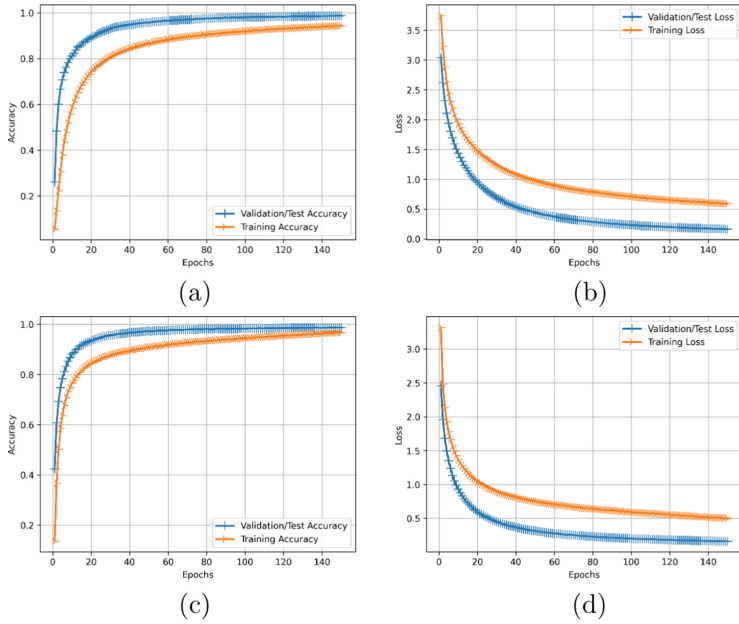 1.0
0.8
0.6
0.4
0.2
Accuracy
Validation/Test Accuracy
Training Accuracy
0 20 40 60 80 100 120 140
Epochs
(a)
3.5
3.0
2.5
2.0
1.5
1.0
0.5
0.0
Loss
Validation/Test Loss
Training Loss
0 20 40 60 80 100 120 140
Epochs
(b)
1.0
0.8
0.6
0.4
0.2
Accuracy
Validation/Test Accuracy
Training Accuracy
0 20 40 60 80 100 120 140
Epochs
(c)
3.0
2.5
2.0
1.5
1.0
0.5
Loss
Validation/Test Loss
Training Loss
0 20 40 60 80 100 120 140
Epochs
(d)